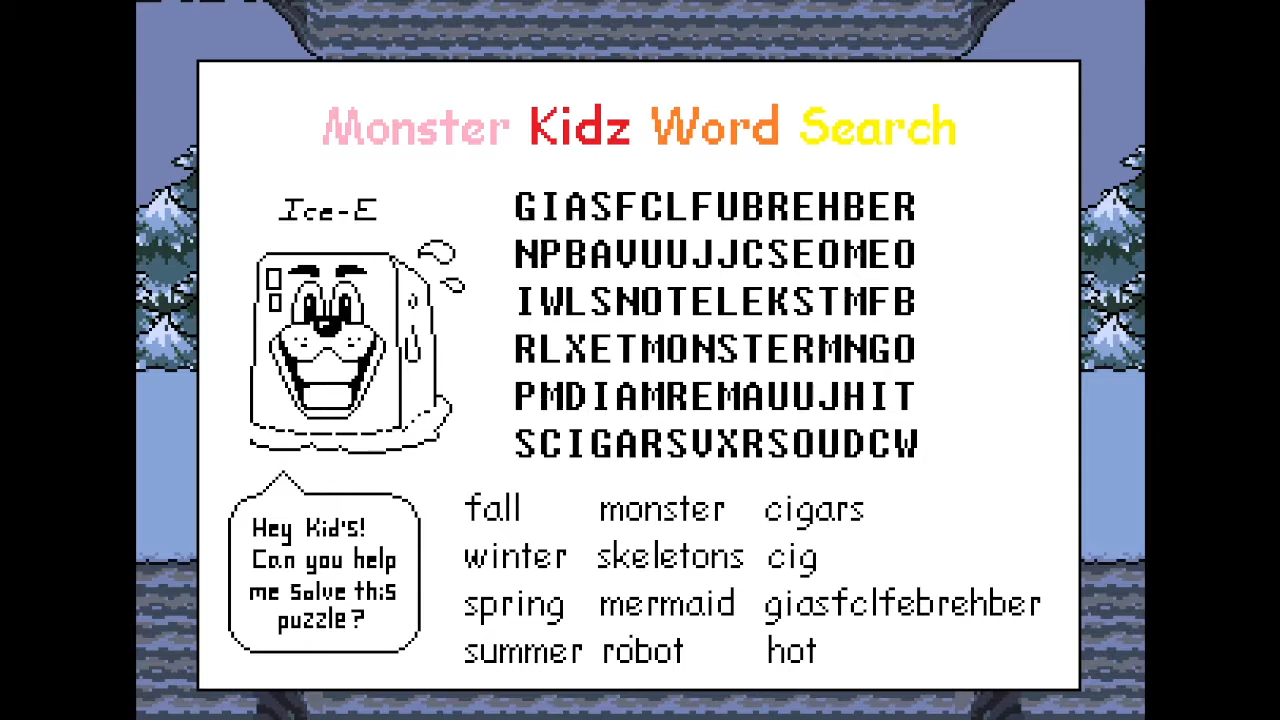 Monster Kidz Word Search
Ice-E
GIASFCLFUBREHBER
NPBAVUUJJCSEOMEO
IWLSNOTELEKSTMFB
RLXETMONSTERMNGO
PMDIAMREMAUUJHIT
SCIGARSVXRSOUDCW
Hey Kid's!
Can you help
me solve this
puzzle?
fall monster cigars
winter skeletons cig
spring mermaid giasfclfebrehber
summer robot hot